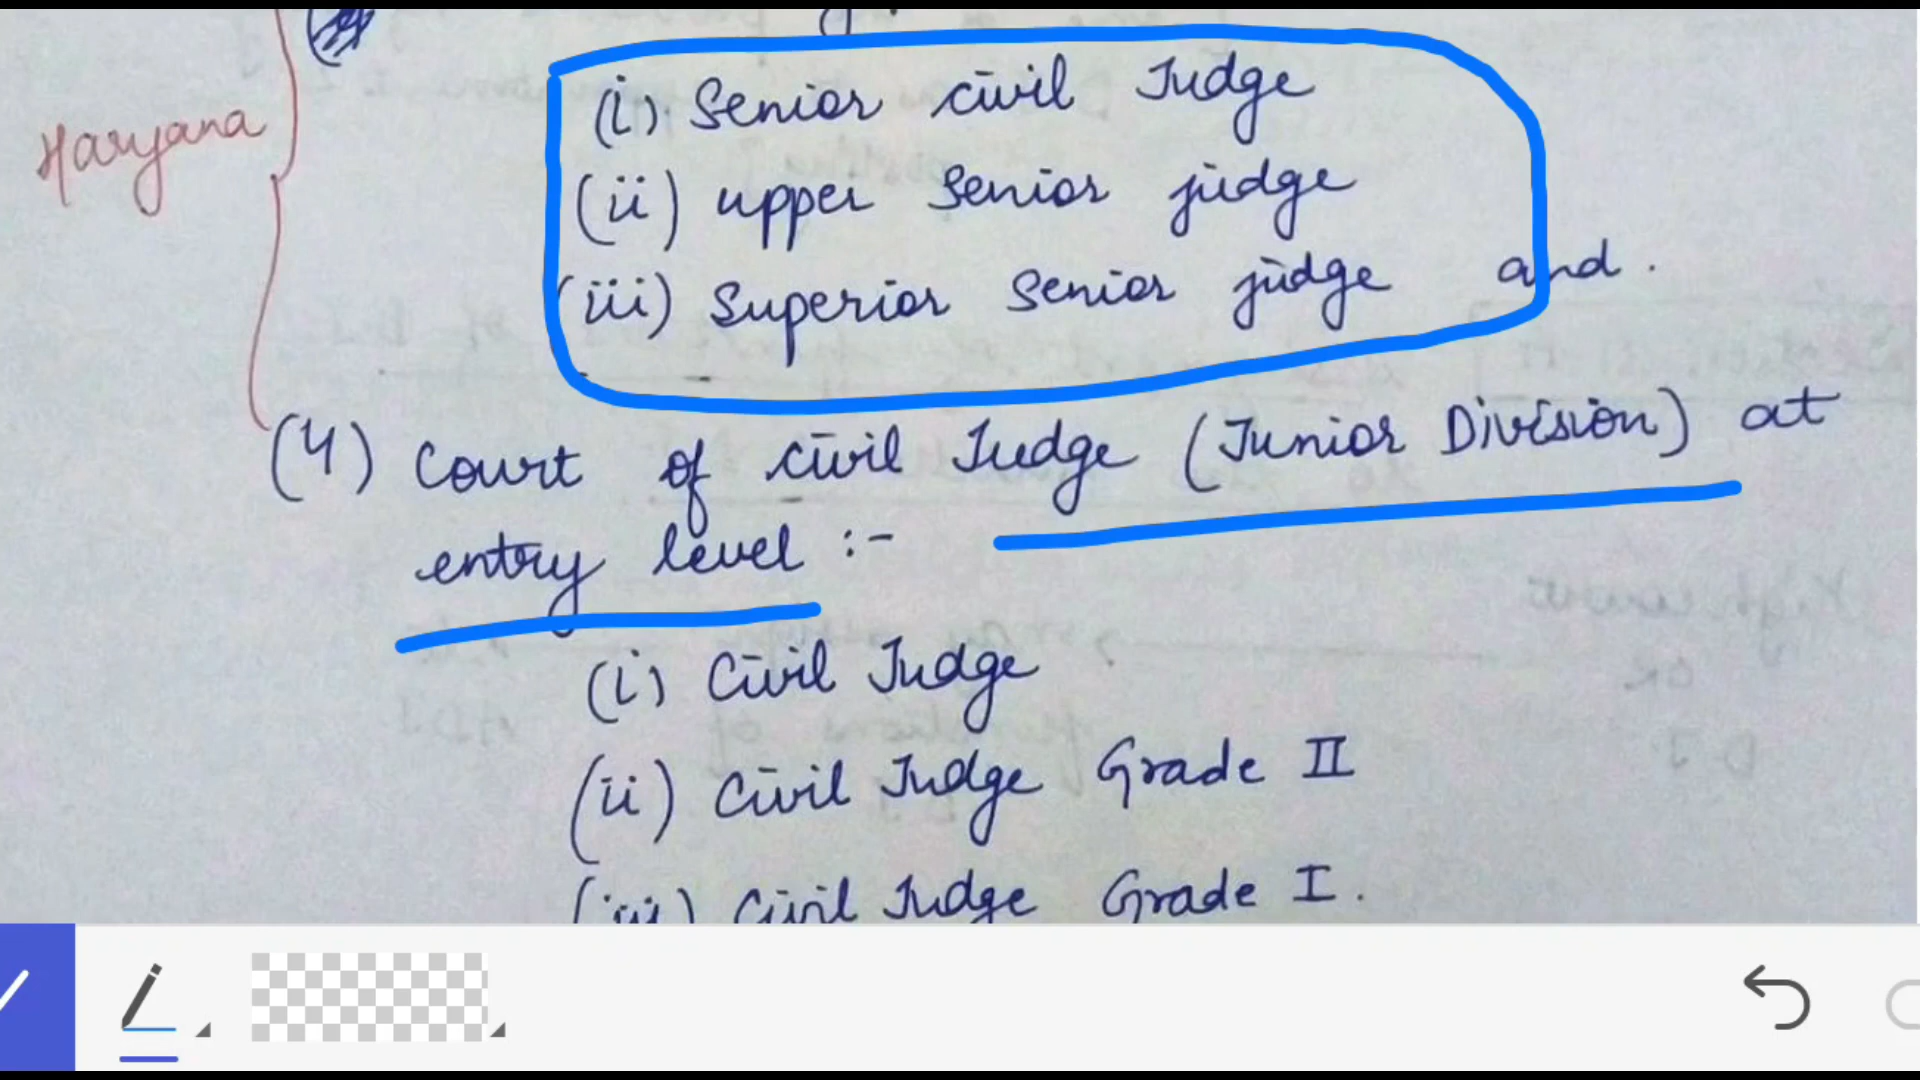 (i) Senior civil Judge
Haryana
(ii) upper Senior judge
(iii) Superior Senior judge and.
(4) Court of civil Judge (Junior Division) at
entry level :-
(i) Civil Judge
(ii) Civil Judge Grade II
(iii) Civil Judge Grade I.